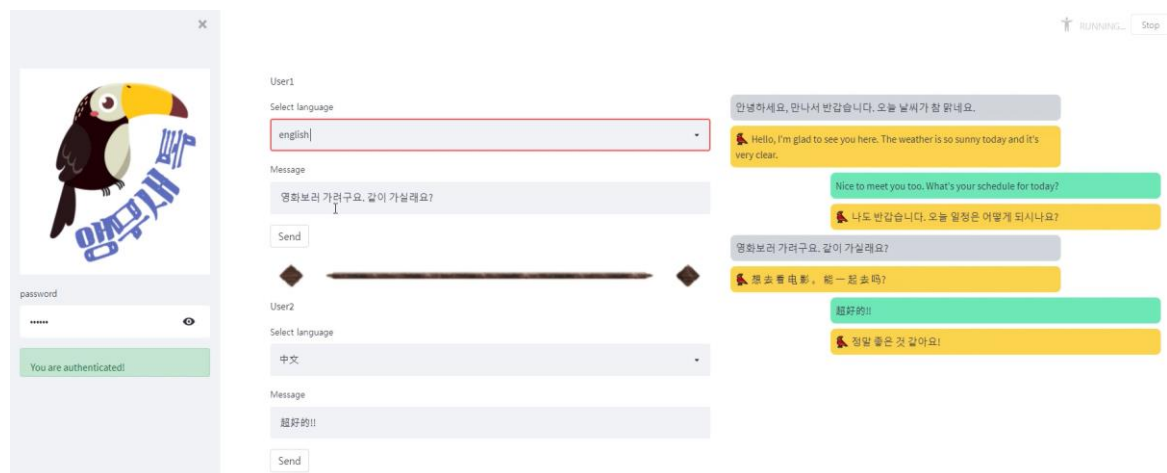 ×
RUNNING...
Stop
앵무새
password
••••••
You are authenticated!
User1
Select language
english
Message
영화보러 가려구요. 같이 가실래요?
Send
User2
Select language
中文
Message
超好的!!
Send
안녕하세요, 만나서 반갑습니다. 오늘 날씨가 참 맑네요.
Hello, I'm glad to see you here. The weather is so sunny today and it's
very clear.
Nice to meet you too. What's your schedule for today?
나도 반갑습니다. 오늘 일정은 어떻게 되시나요?
영화보러 가려구요. 같이 가실래요?
想去看电影。能一起去吗?
超好的!!
정말 좋은 것 같아요!